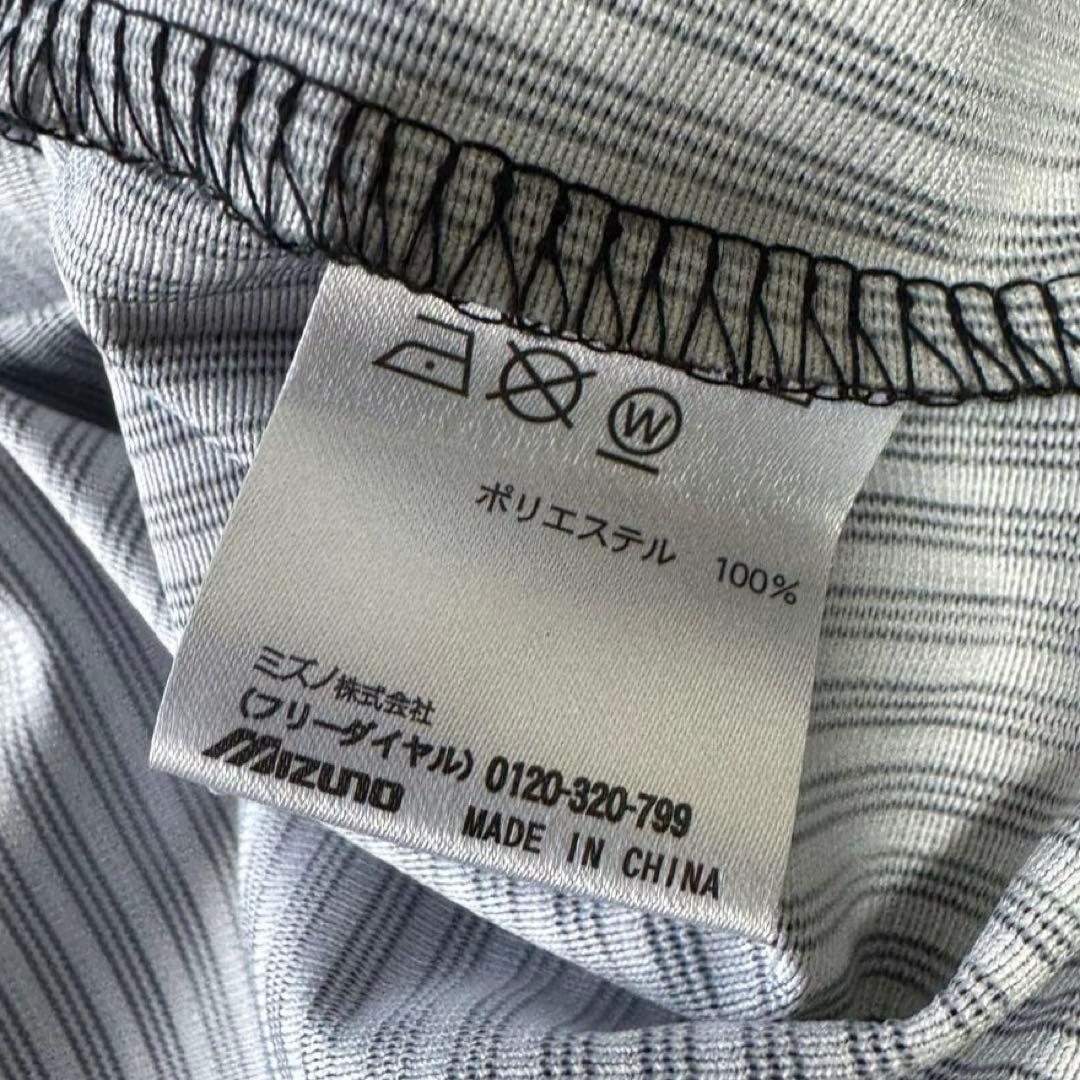 W
ポリエステル 100%
ミズノ株式会社
(フリーダイヤル) 0120-320-799
MIZUNO MADE IN CHINA